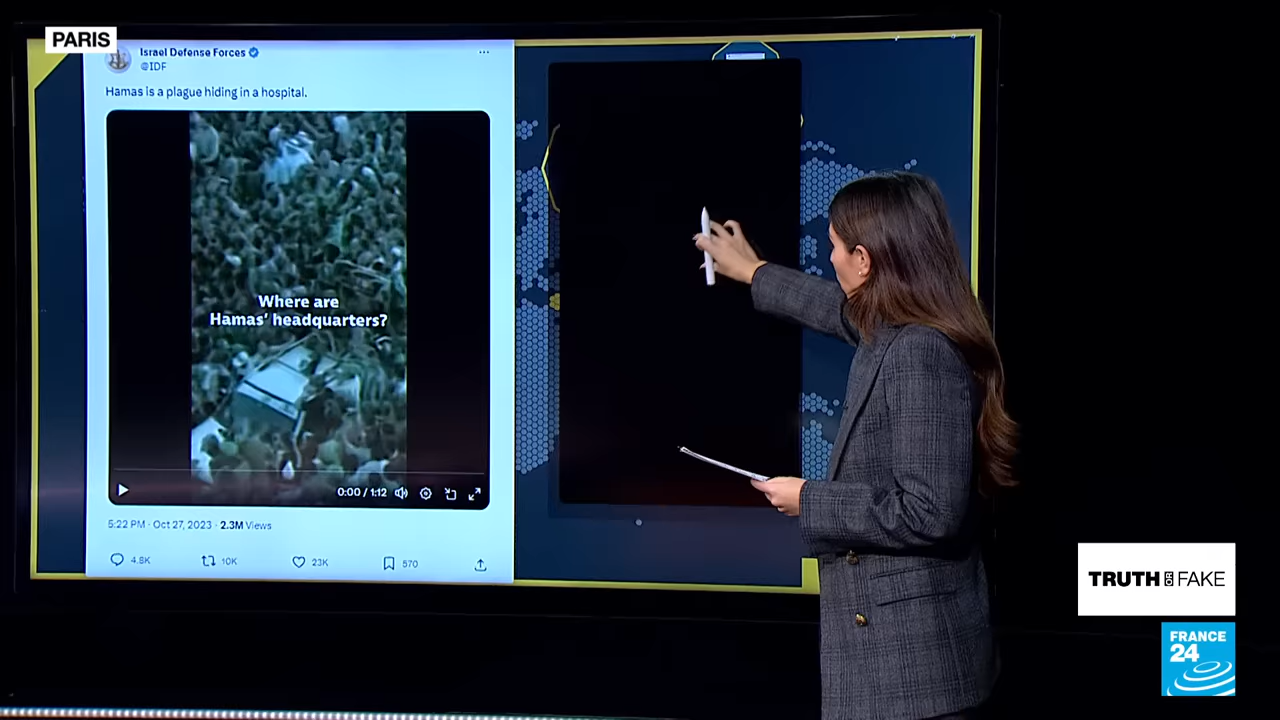 PARIS
Israel Defense Forces
@IDF
Hamas is a plague hiding in a hospital.
Where are
Hamas' headquarters?
0:00 / 1:12
5:22 PM · Oct 27, 2023 · 2.3M Views
4.8K
10K
23K
570
TRUTH OR FAKE
FRANCE
24